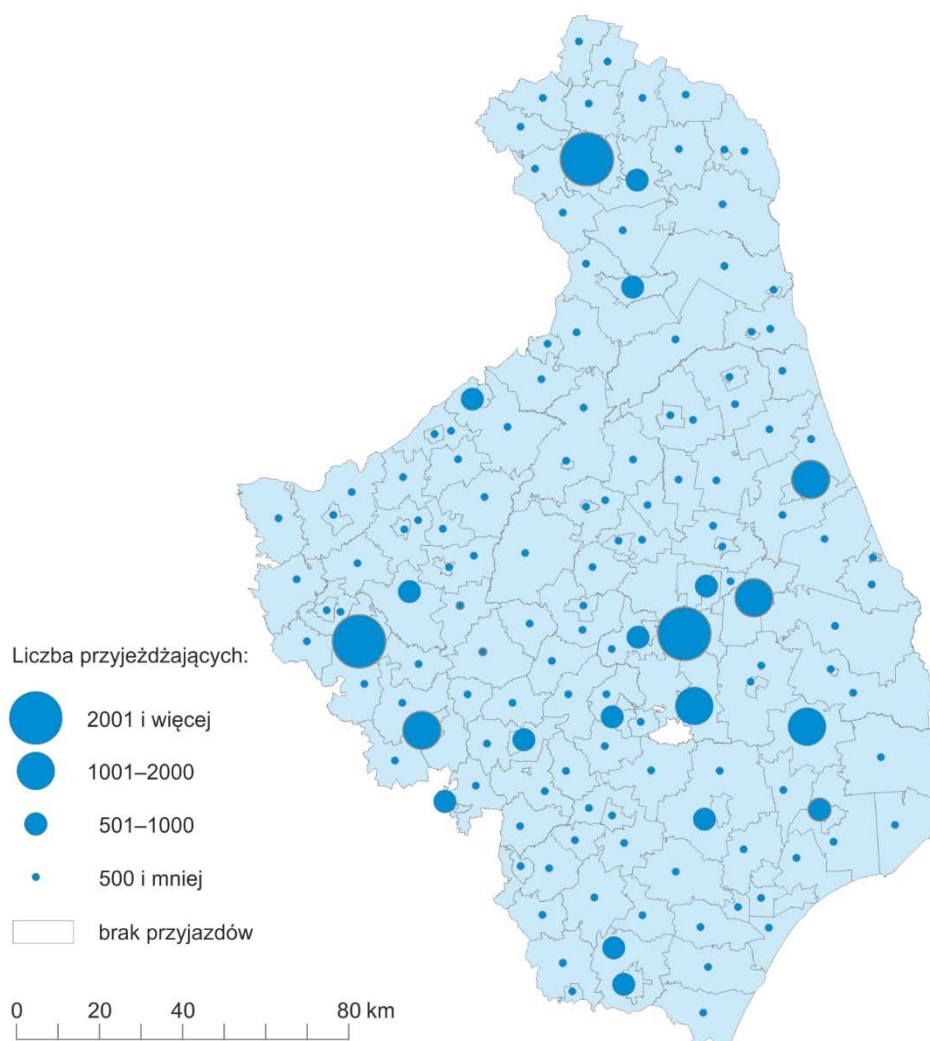 Liczba przyjeżdżających:
2001 i więcej
1001–2000
501–1000
500 i mniej
brak przyjazdów
0 20 40 80 km